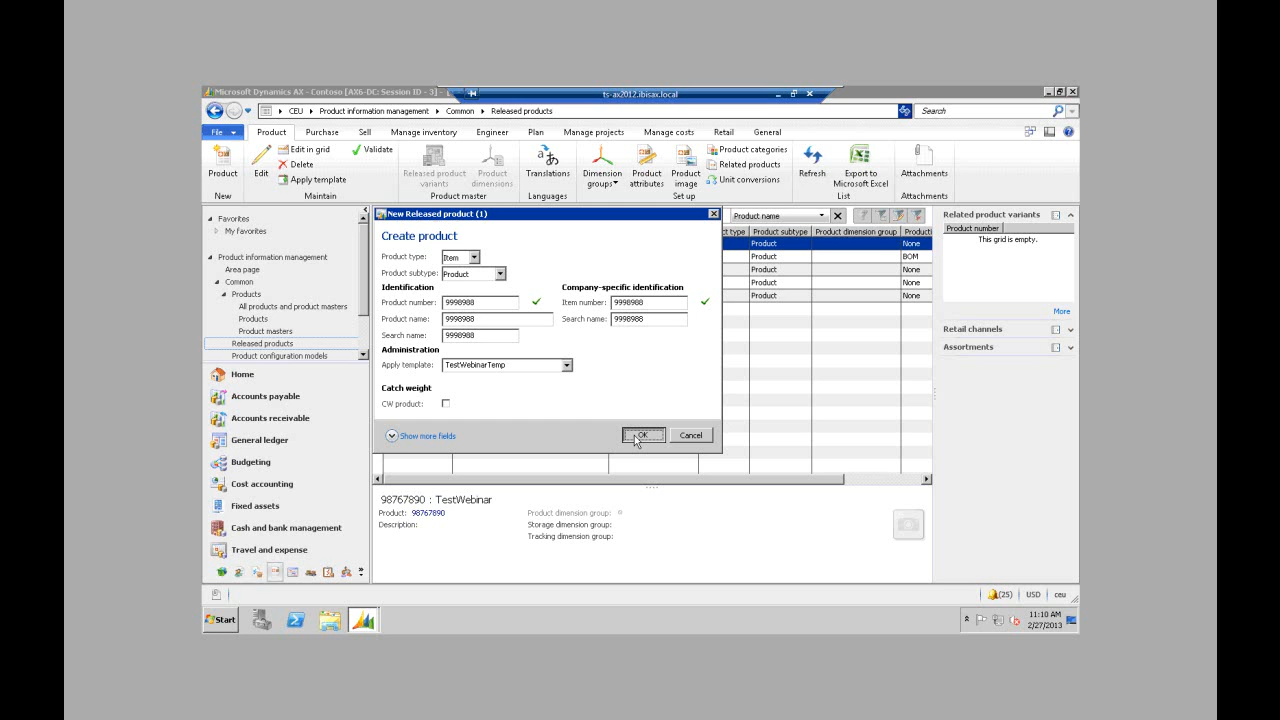 Microsoft Dynamics AX - Contoso [AX6-DC: Session ID - 3] -
ts-ax2012.ibisax.local
CEU Product information management Common Released products
Search
File Product Purchase Sell Manage inventory Engineer Plan Manage projects Manage costs Retail General
Product
New
Edit
Edit in grid
Delete
Apply template
Validate
Maintain
Released product variants
Product dimensions
Product master
Translations
Languages
Dimension groups
Product attributes
Product image
Product categories
Related products
Unit conversions
Set up
Refresh
Export to Microsoft Excel
List
Attachments
Attachments
Favorites
My favorites
Product information management
Area page
Common
Products
All products and product masters
Products
Product masters
Released products
Product configuration models
Home
Accounts payable
Accounts receivable
General ledger
Budgeting
Cost accounting
Fixed assets
Cash and bank management
Travel and expense
New Released product (1)
Create product
Product type: Item
Product subtype: Product
Identification
Product number: 9998988
Product name: 9998988
Search name: 9998988
Company-specific identification
Item number: 9998988
Search name: 9998988
Administration
Apply template: TestWebinarTemp
Catch weight
CW product:
Show more fields
OK
Cancel
Product name
type Product subtype Product dimension group Producti
Product None
Product BOM
Product None
Product None
Product None
98767890 : TestWebinar
Product: 98767890
Description:
Product dimension group:
Storage dimension group:
Tracking dimension group:
Related product variants
Product number
This grid is empty.
More
Retail channels
Assortments
(25) USD ceu
Start
11:10 AM
2/27/2013